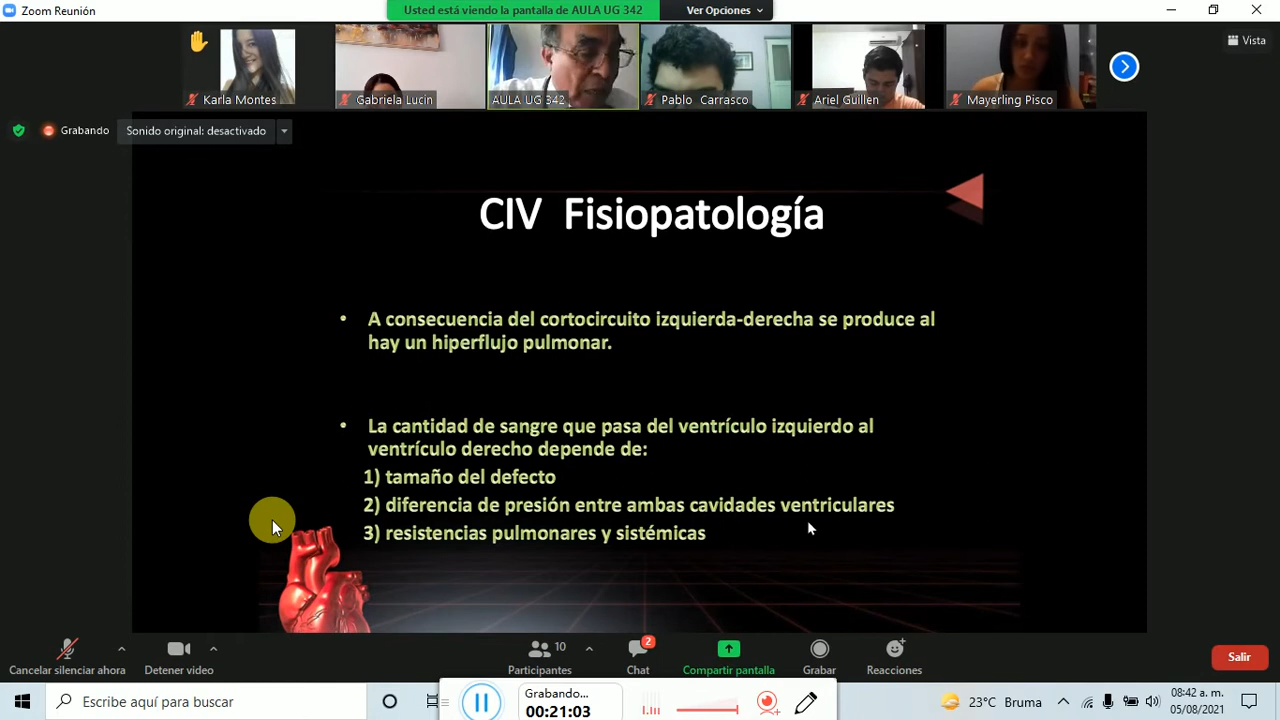 Zoom Reunión
Usted está viendo la pantalla de AULA UG 342
Ver Opciones
Vista
Karla Montes
Gabriela Lucin
AULA UG 342
Pablo Carrasco
Ariel Guillen
Mayerling Pisco
Grabando
Sonido original: desactivado
CIV Fisiopatología
• A consecuencia del cortocircuito izquierda-derecha se produce al
hay un hiperflujo pulmonar.
• La cantidad de sangre que pasa del ventrículo izquierdo al
ventrículo derecho depende de:
1) tamaño del defecto
2) diferencia de presión entre ambas cavidades ventriculares
3) resistencias pulmonares y sistémicas
Cancelar silenciar ahora
Detener video
10
Participantes
2
Chat
Compartir pantalla
Grabar
Reacciones
Salir
Escribe aquí para buscar
Grabando...
00:21:03
23°C Bruma
08:42 a. m.
05/08/2021